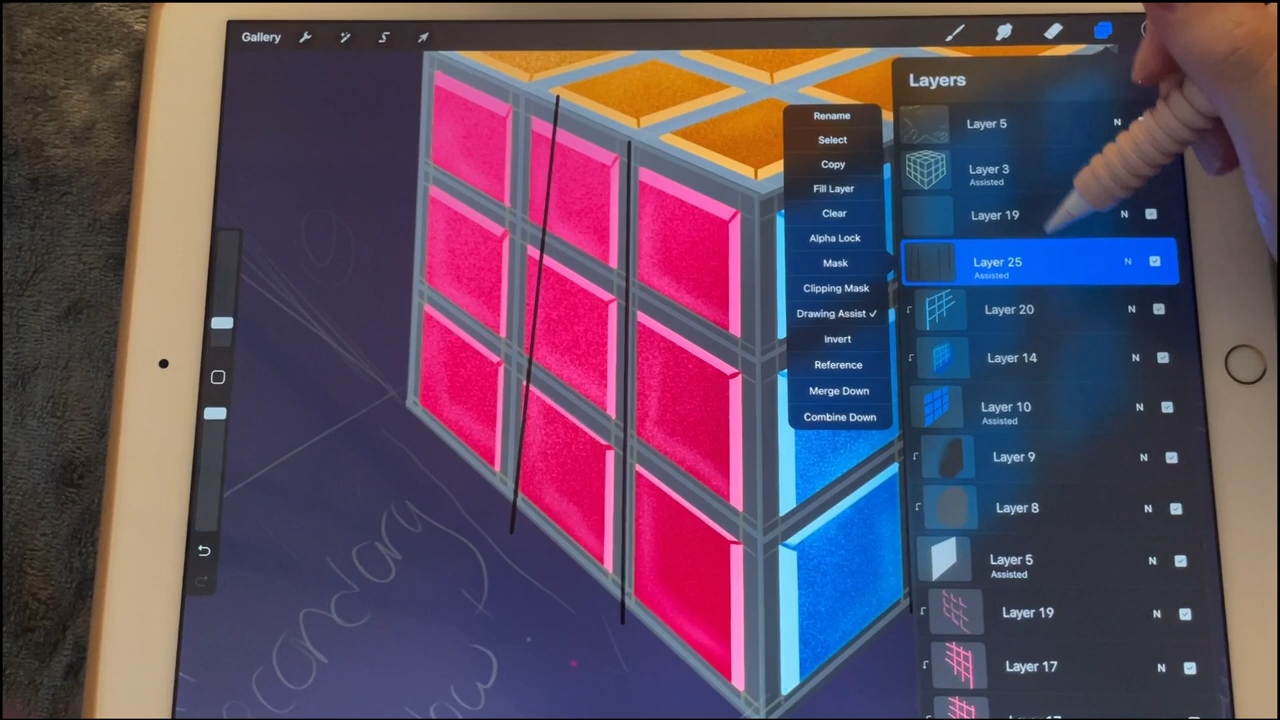 Gallery
Layers
Rename
Select
Copy
Fill Layer
Clear
Alpha Lock
Mask
Clipping Mask
Drawing Assist ✓
Invert
Reference
Merge Down
Combine Down
Layer 5 N
Layer 3
Assisted
Layer 19 N
Layer 25 N
Assisted
Layer 20 N
Layer 14 N
Layer 10 N
Assisted
Layer 9 N
Layer 8 N
Layer 5 N
Assisted
Layer 19 N
Layer 17 N